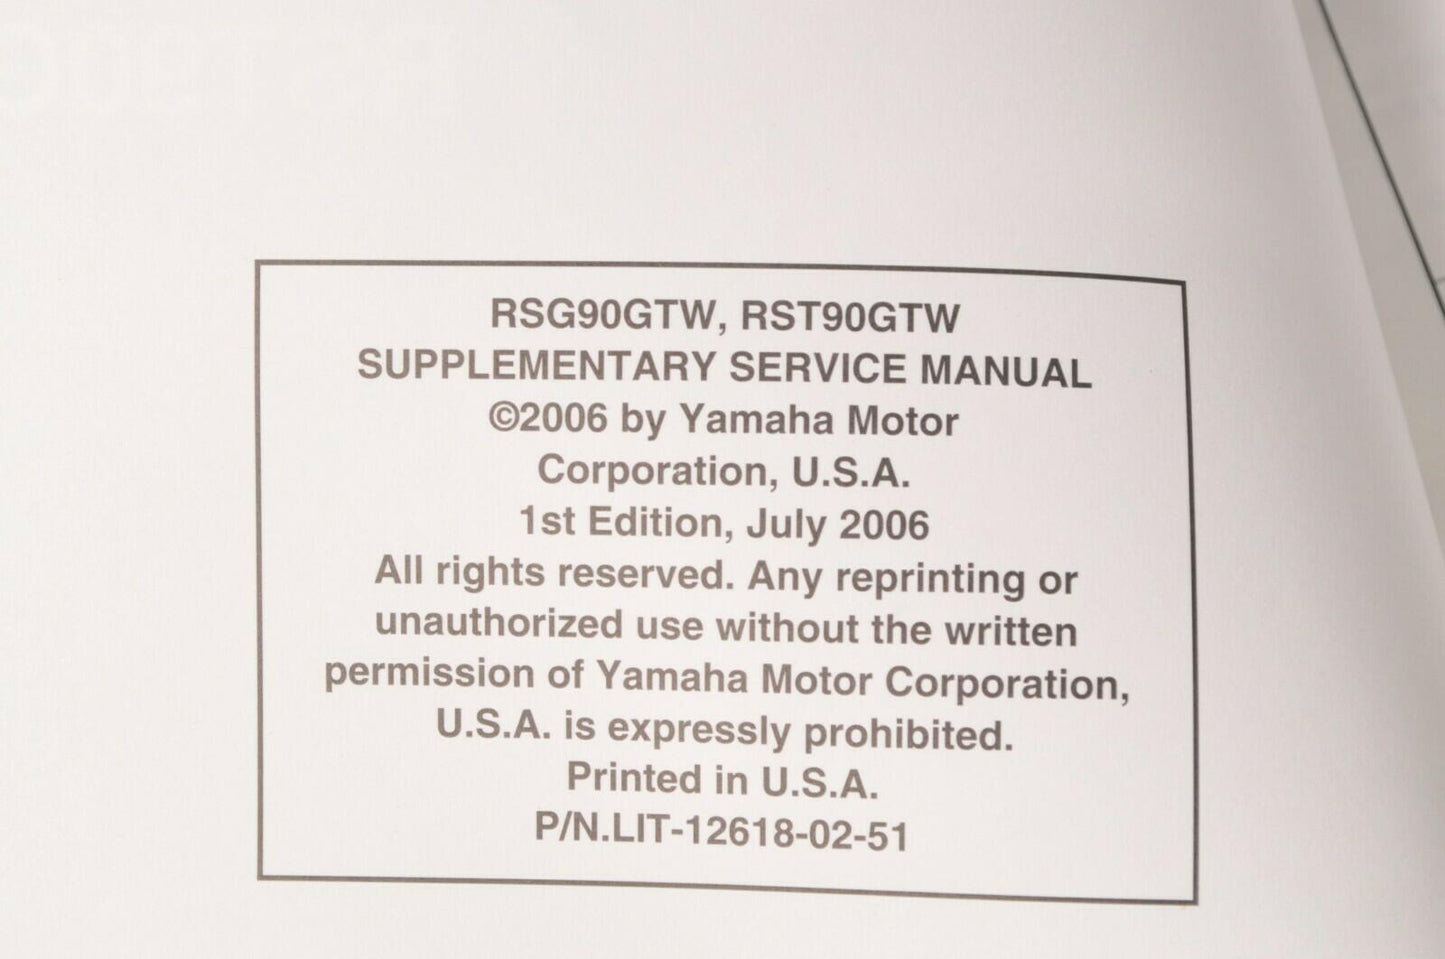 RSG90GTW, RST90GTW
SUPPLEMENTARY SERVICE MANUAL
©2006 by Yamaha Motor
Corporation, U.S.A.
1st Edition, July 2006
All rights reserved. Any reprinting or
unauthorized use without the written
permission of Yamaha Motor Corporation,
U.S.A. is expressly prohibited.
Printed in U.S.A.
P/N.LIT-12618-02-51